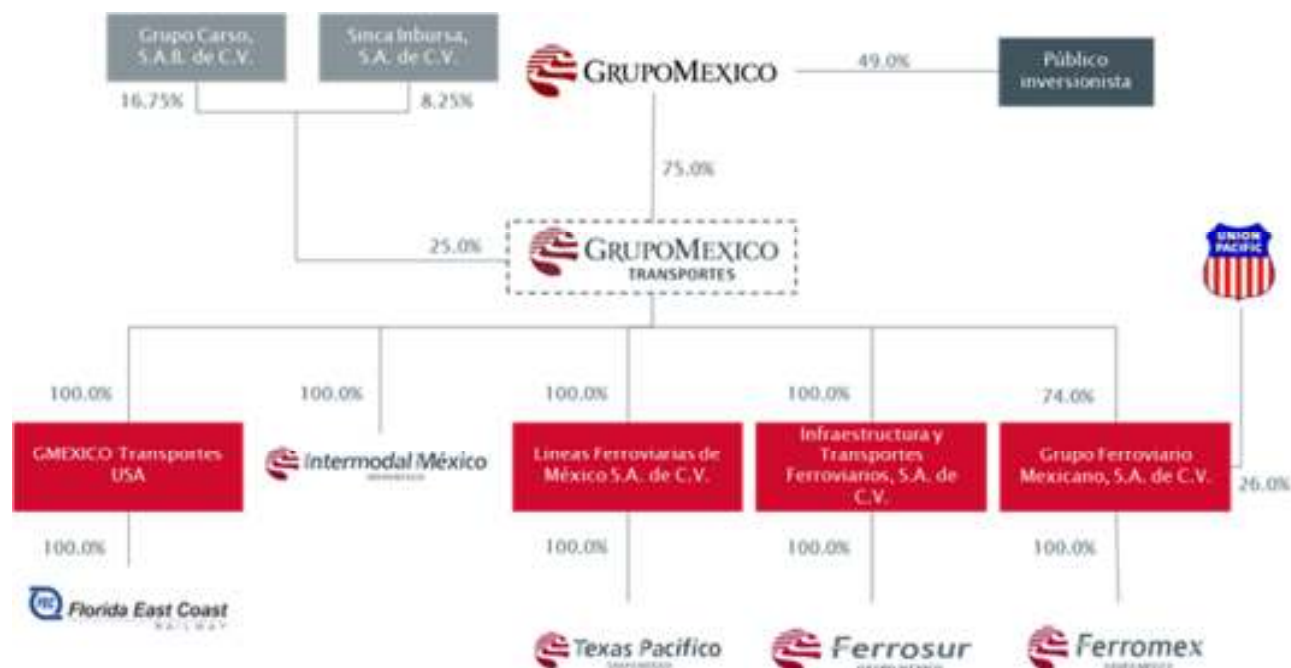 Grupo Carso,
S.A.B. de C.V.
Sinca Inbursa,
S.A. de C.V.
GRUPOMEXICO
49.0%
Público
inversionista
16.75%
8.25%
75.0%
25.0%
GRUPOMEXICO
TRANSPORTES
UNION
PACIFIC
100.0%
100.0%
100.0%
100.0%
74.0%
GMEXICO Transportes
USA
Intermodal México
Líneas Ferroviarias de
México S.A. de C.V.
Infraestructura y
Transportes
Ferroviarios, S.A. de
C.V.
Grupo Ferroviario
Mexicano, S.A. de C.V.
26.0%
100.0%
100.0%
100.0%
100.0%
FEC
Florida East Coast
RAILWAY
Texas Pacifico
Ferrosur
Ferromex